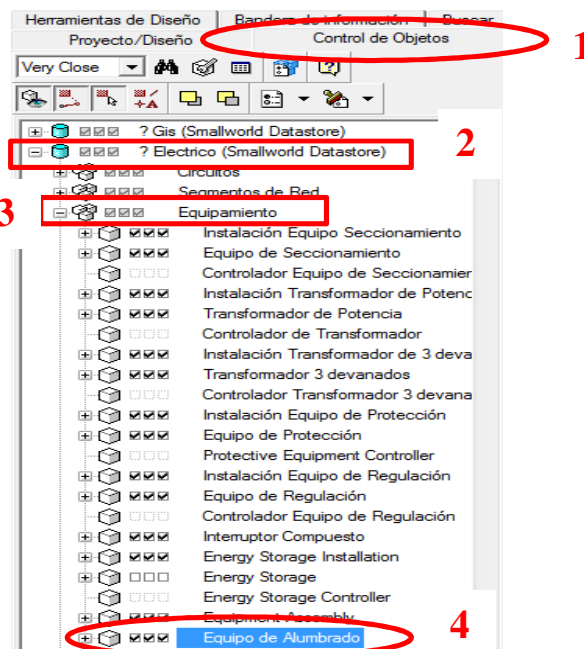 Herramientas de Diseño Bandera de Información Buscar
Proyecto/Diseño Control de Objetos
1
Very Close
? Gis (Smallworld Datastore)
2
? Electrico (Smallworld Datastore)
Circuitos
Segmentos de Red
3
Equipamiento
Instalación Equipo Seccionamiento
Equipo de Seccionamiento
Controlador Equipo de Seccionamier
Instalación Transformador de Potenc
Transformador de Potencia
Controlador de Transformador
Instalación Transformador de 3 deva
Transformador 3 devanados
Controlador Transformador 3 devana
Instalación Equipo de Protección
Equipo de Protección
Protective Equipment Controller
Instalación Equipo de Regulación
Equipo de Regulación
Controlador Equipo de Regulación
Interruptor Compuesto
Energy Storage Installation
Energy Storage
Energy Storage Controller
Equipment Assembly
Equipo de Alumbrado
4